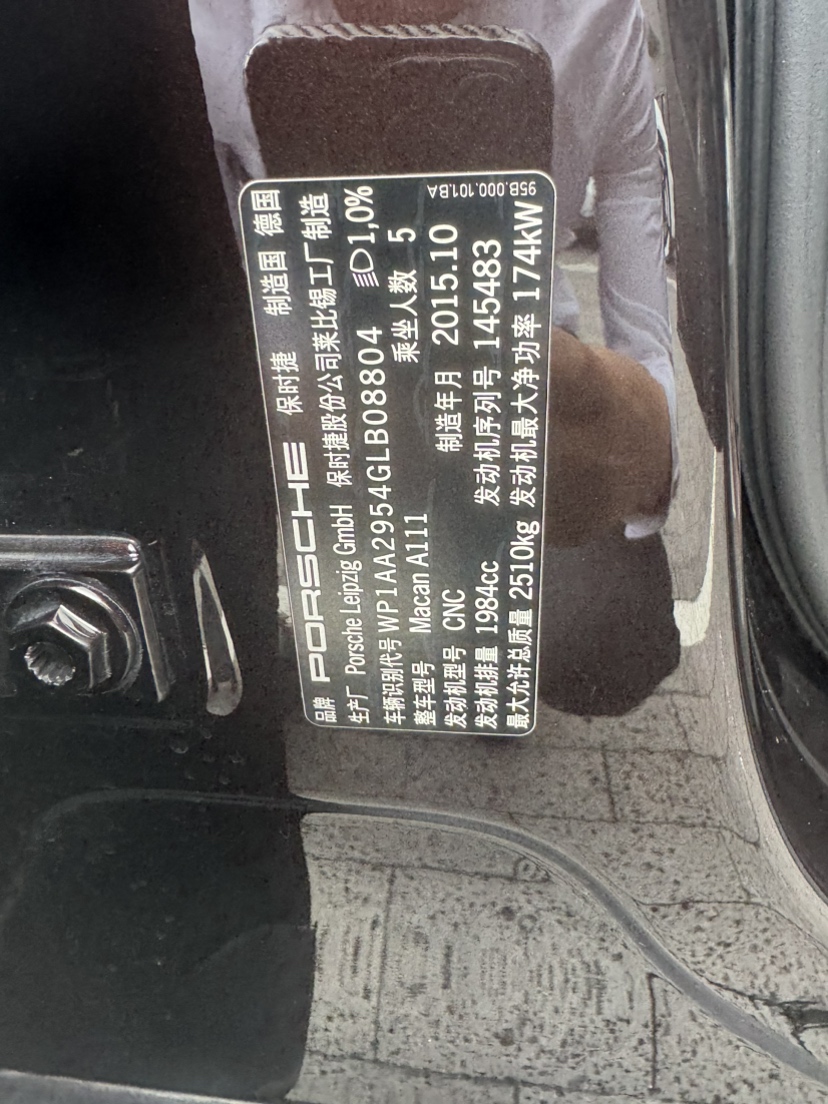 95B.000.101.BA
品牌 PORSCHE 保时捷 制造国 德国
生产厂 Porsche Leipzig GmbH 保时捷股份公司莱比锡工厂制造
车辆识别代号 WP1AA2954GLB08804 1,0%
整车型号 Macan A111 乘坐人数 5
发动机型号 CNC 制造年月 2015.10
发动机排量 1984cc 发动机序列号 145483
最大允许总质量 2510kg 发动机最大净功率 174kW